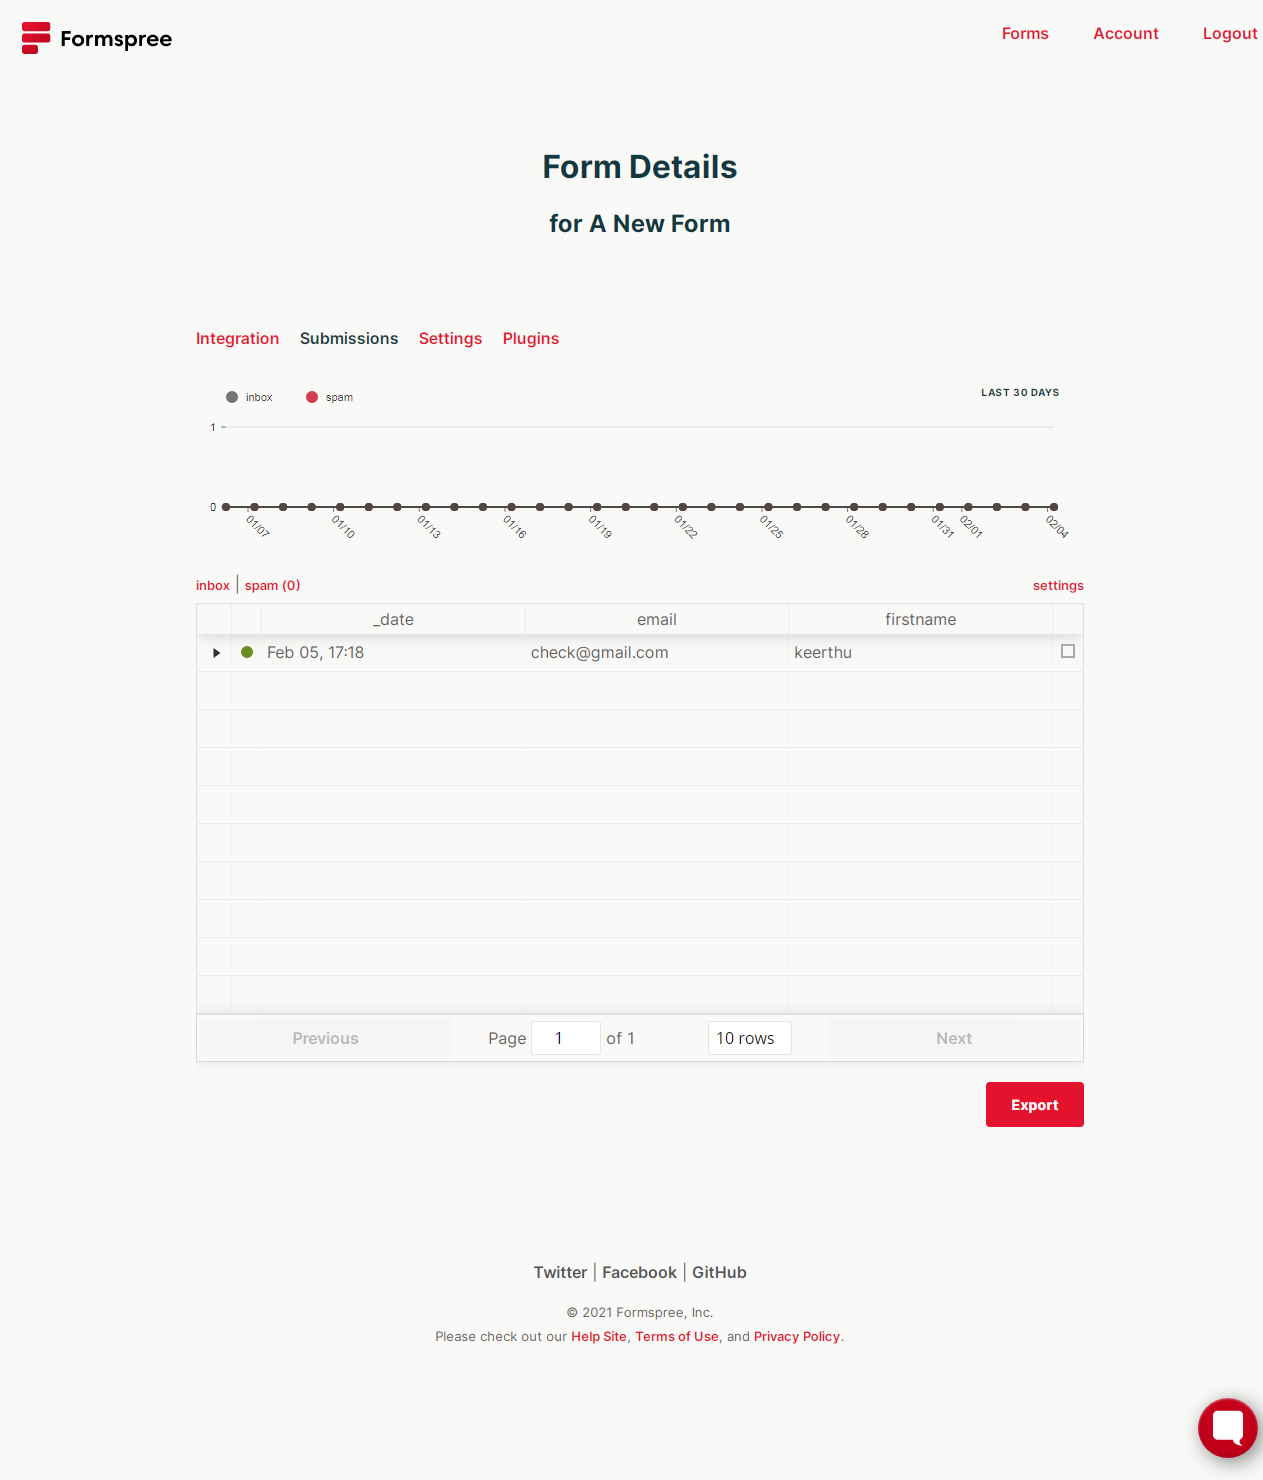 Formspree
Forms Account Logout
Form Details
for A New Form
Integration Submissions Settings Plugins
inbox spam LAST 30 DAYS
1
0
01/07 01/10 01/13 01/16 01/19 01/22 01/25 01/28 01/31 02/01 02/04
inbox | spam (0) settings
_date email firstname
Feb 05, 17:18 check@gmail.com keerthu
Previous Page 1 of 1 10 rows Next
Export
Twitter | Facebook | GitHub
© 2021 Formspree, Inc.
Please check out our Help Site, Terms of Use, and Privacy Policy.